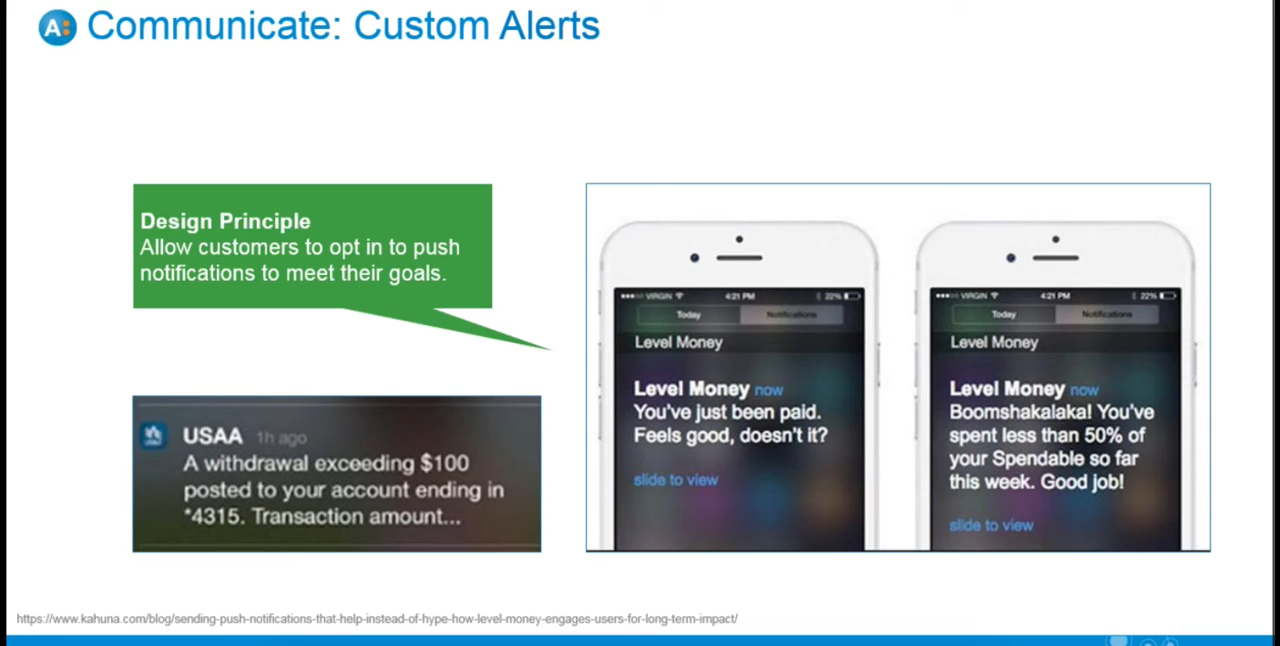 A:
Communicate: Custom Alerts
Design Principle
Allow customers to opt in to push
notifications to meet their goals.
USAA 1h ago
A withdrawal exceeding $100
posted to your account ending in
*4315. Transaction amount...
VIRGIN 4:21 PM 22%
Today Notifications
Level Money
Level Money now
You've just been paid.
Feels good, doesn't it?
slide to view
VIRGIN 4:21 PM 22%
Today Notifications
Level Money
Level Money now
Boomshakalaka! You've
spent less than 50% of
your Spendable so far
this week. Good job!
slide to view
https://www.kahuna.com/blog/sending-push-notifications-that-help-instead-of-hype-how-level-money-engages-users-for-long-term-impact/